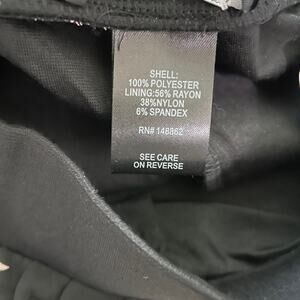 SHELL:
100% POLYESTER
LINING:56% RAYON
38%NYLON
6% SPANDEX
RN# 148862
SEE CARE
ON REVERSE